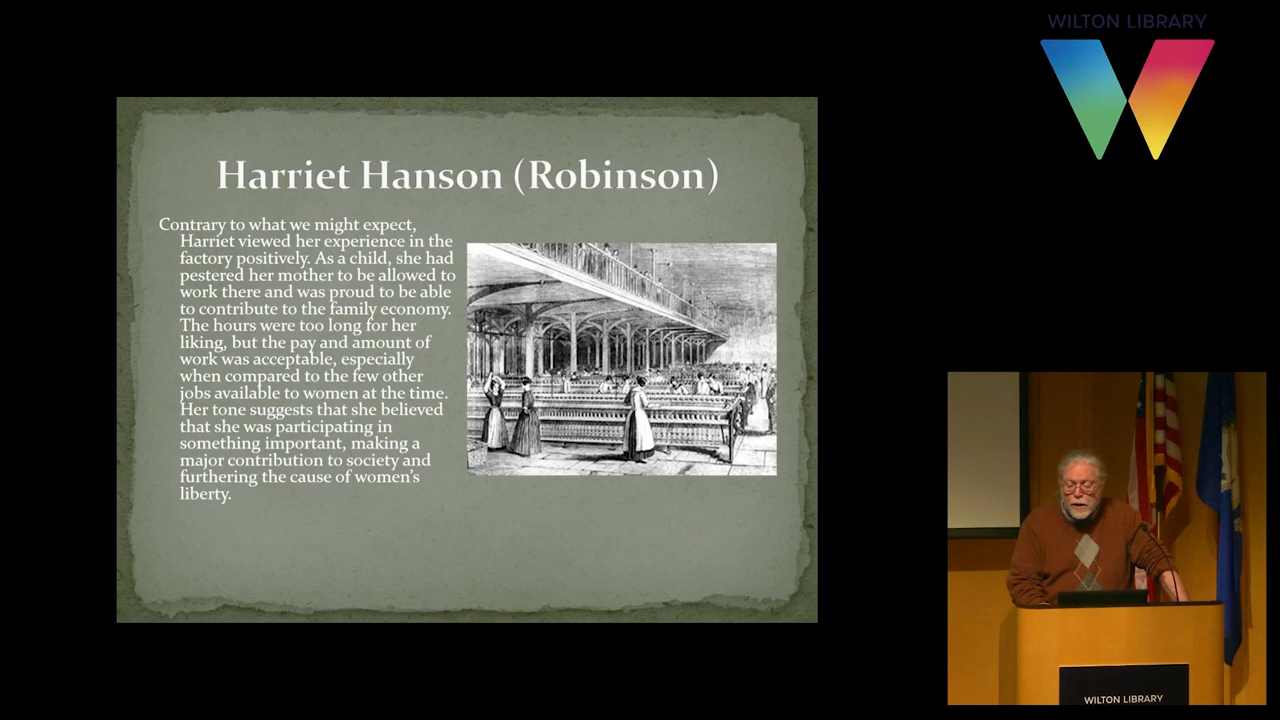 WILTON LIBRARY
Harriet Hanson (Robinson)
Contrary to what we might expect,
Harriet viewed her experience in the
factory positively. As a child, she had
pestered her mother to be allowed to
work there and was proud to be able
to contribute to the family economy.
The hours were too long for her
liking, but the pay and amount of
work was acceptable, especially
when compared to the few other
jobs available to women at the time.
Her tone suggests that she believed
that she was participating in
something important, making a
major contribution to society and
furthering the cause of women's
liberty.
WILTON LIBRARY